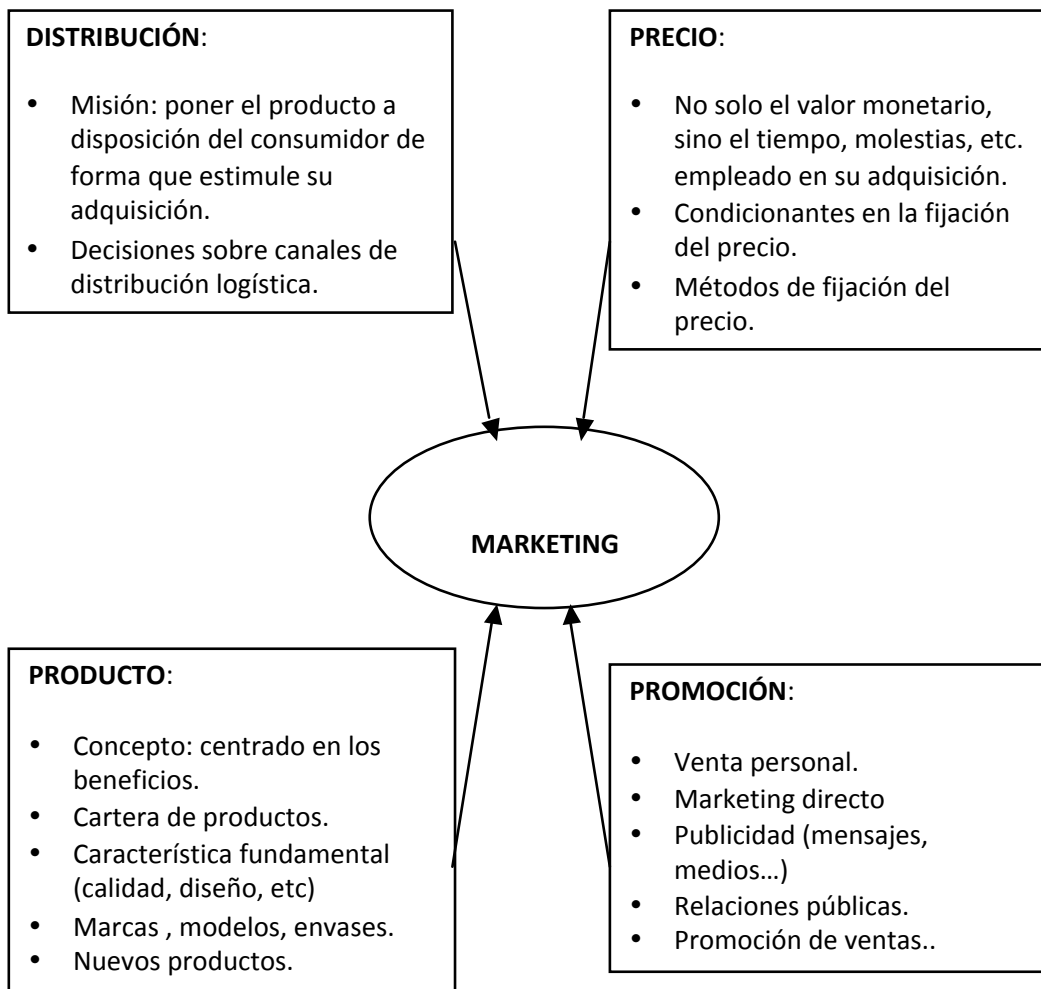 DISTRIBUCIÓN:
• Misión: poner el producto a
disposición del consumidor de
forma que estimule su
adquisición.
• Decisiones sobre canales de
distribución logística.
PRECIO:
• No solo el valor monetario,
sino el tiempo, molestias, etc.
empleado en su adquisición.
• Condicionantes en la fijación
del precio.
• Métodos de fijación del
precio.
MARKETING
PRODUCTO:
• Concepto: centrado en los
beneficios.
• Cartera de productos.
• Característica fundamental
(calidad, diseño, etc)
• Marcas , modelos, envases.
• Nuevos productos.
PROMOCIÓN:
• Venta personal.
• Marketing directo
• Publicidad (mensajes,
medios…)
• Relaciones públicas.
• Promoción de ventas..